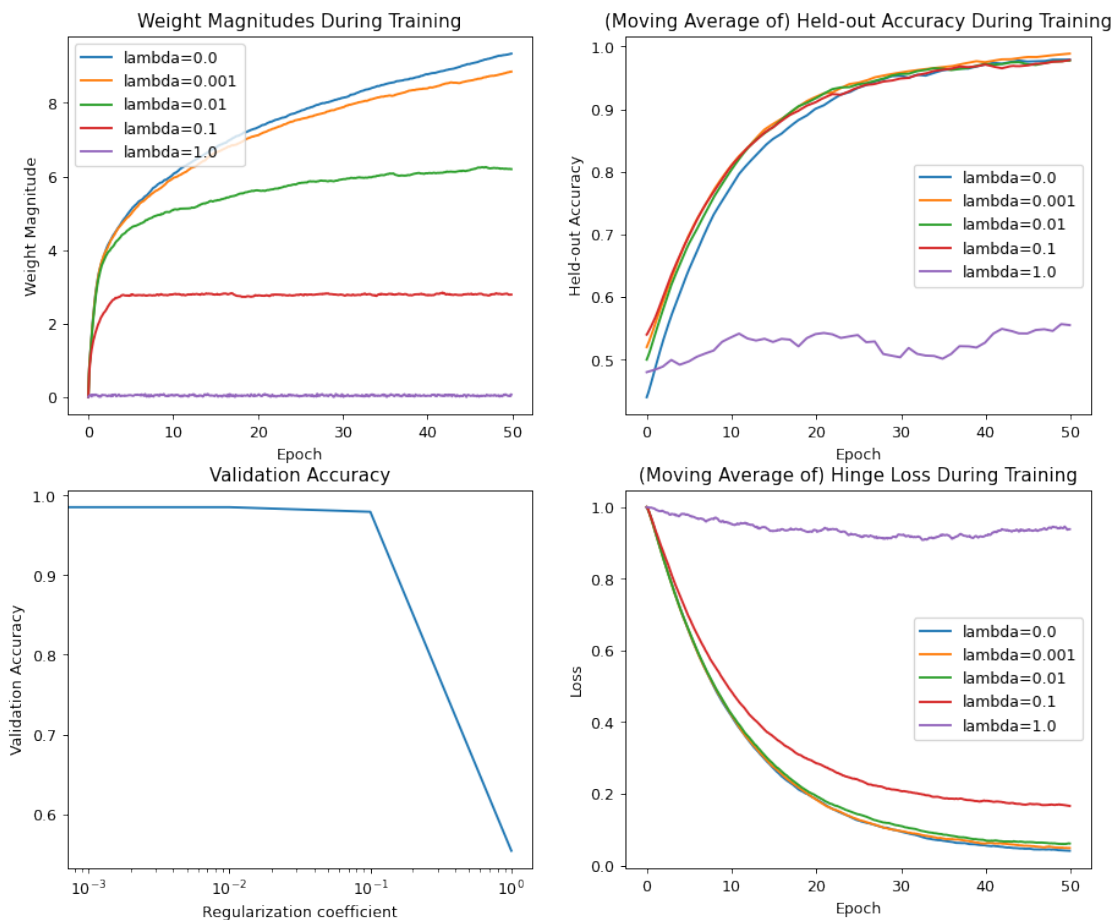 Weight Magnitudes During Training
8
6
4
2
0
Weight Magnitude
lambda=0.0
lambda=0.001
lambda=0.01
lambda=0.1
lambda=1.0
0 10 20 30 40 50
Epoch
(Moving Average of) Held-out Accuracy During Training
1.0
0.9
0.8
0.7
0.6
0.5
Held-out Accuracy
lambda=0.0
lambda=0.001
lambda=0.01
lambda=0.1
lambda=1.0
0 10 20 30 40 50
Epoch
Validation Accuracy
1.0
0.9
0.8
0.7
0.6
Validation Accuracy
10⁻³ 10⁻² 10⁻¹ 10⁰
Regularization coefficient
(Moving Average of) Hinge Loss During Training
1.0
0.8
0.6
0.4
0.2
0.0
Loss
lambda=0.0
lambda=0.001
lambda=0.01
lambda=0.1
lambda=1.0
0 10 20 30 40 50
Epoch